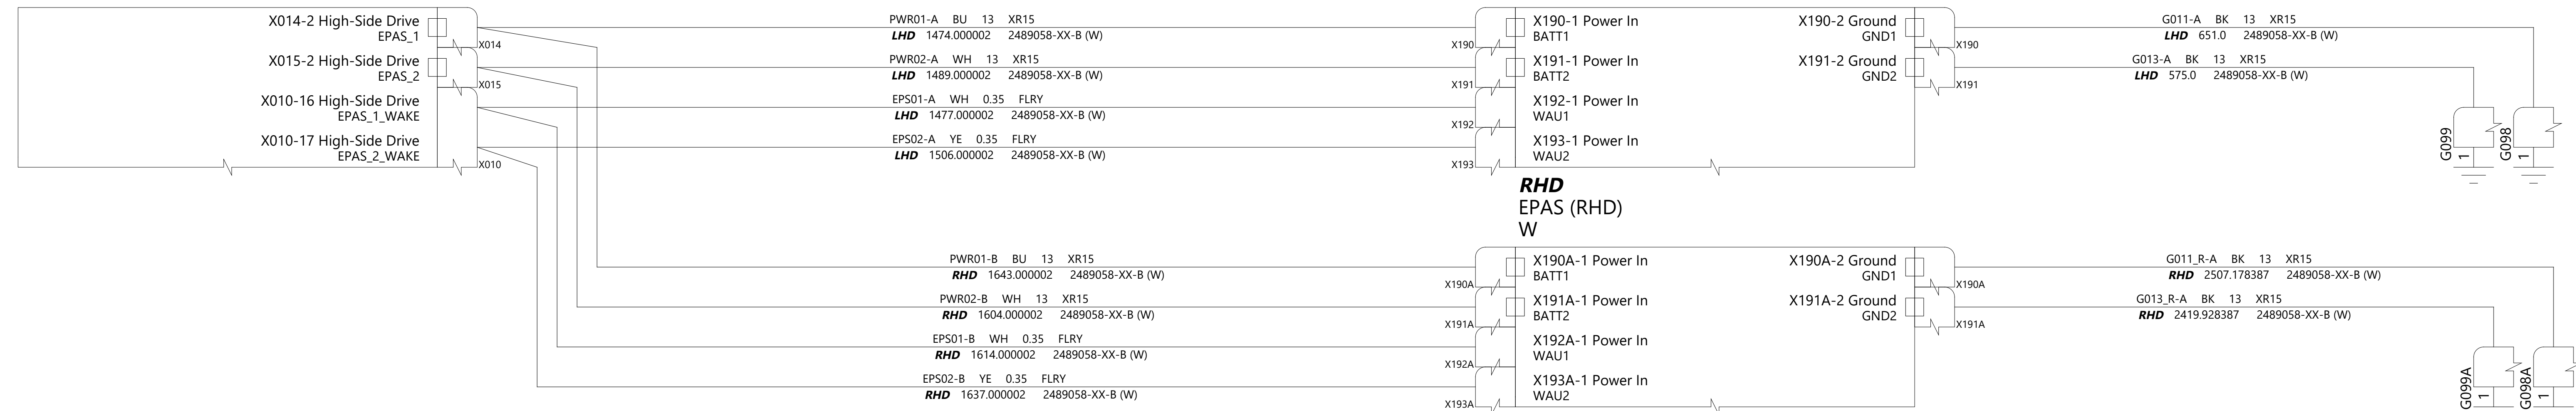 X014-2 High-Side Drive
EPAS_1
X014
X015-2 High-Side Drive
EPAS_2
X015
X010-16 High-Side Drive
EPAS_1_WAKE
X010-17 High-Side Drive
EPAS_2_WAKE
X010
PWR01-A BU 13 XR15
LHD 1474.000002 2489058-XX-B (W)
PWR02-A WH 13 XR15
LHD 1489.000002 2489058-XX-B (W)
EPS01-A WH 0.35 FLRY
LHD 1477.000002 2489058-XX-B (W)
EPS02-A YE 0.35 FLRY
LHD 1506.000002 2489058-XX-B (W)
X190
X191
X192
X193
X190-1 Power In
BATT1
X191-1 Power In
BATT2
X192-1 Power In
WAU1
X193-1 Power In
WAU2
X190-2 Ground
GND1
X191-2 Ground
GND2
X190
X191
G011-A BK 13 XR15
LHD 651.0 2489058-XX-B (W)
G013-A BK 13 XR15
LHD 575.0 2489058-XX-B (W)
G099
1
G098
1
RHD
EPAS (RHD)
W
PWR01-B BU 13 XR15
RHD 1643.000002 2489058-XX-B (W)
PWR02-B WH 13 XR15
RHD 1604.000002 2489058-XX-B (W)
EPS01-B WH 0.35 FLRY
RHD 1614.000002 2489058-XX-B (W)
EPS02-B YE 0.35 FLRY
RHD 1637.000002 2489058-XX-B (W)
X190A
X191A
X192A
X193A
X190A-1 Power In
BATT1
X191A-1 Power In
BATT2
X192A-1 Power In
WAU1
X193A-1 Power In
WAU2
X190A-2 Ground
GND1
X191A-2 Ground
GND2
X190A
X191A
G011_R-A BK 13 XR15
RHD 2507.178387 2489058-XX-B (W)
G013_R-A BK 13 XR15
RHD 2419.928387 2489058-XX-B (W)
G099A
1
G098A
1